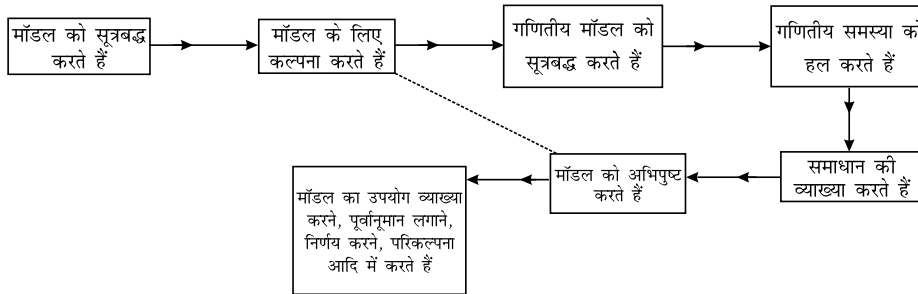 मॉडल को सूत्रबद्ध
करते हैं
मॉडल के लिए
कल्पना करते हैं
गणितीय मॉडल को
सूत्रबद्ध करते हैं
गणितीय समस्या को
हल करते हैं
समाधान की
व्याख्या करते हैं
मॉडल को अभिपुष्ट
करते हैं
मॉडल का उपयोग व्याख्या
करने, पूर्वानूमान लगाने,
निर्णय करने, परिकल्पना
आदि में करते हैं